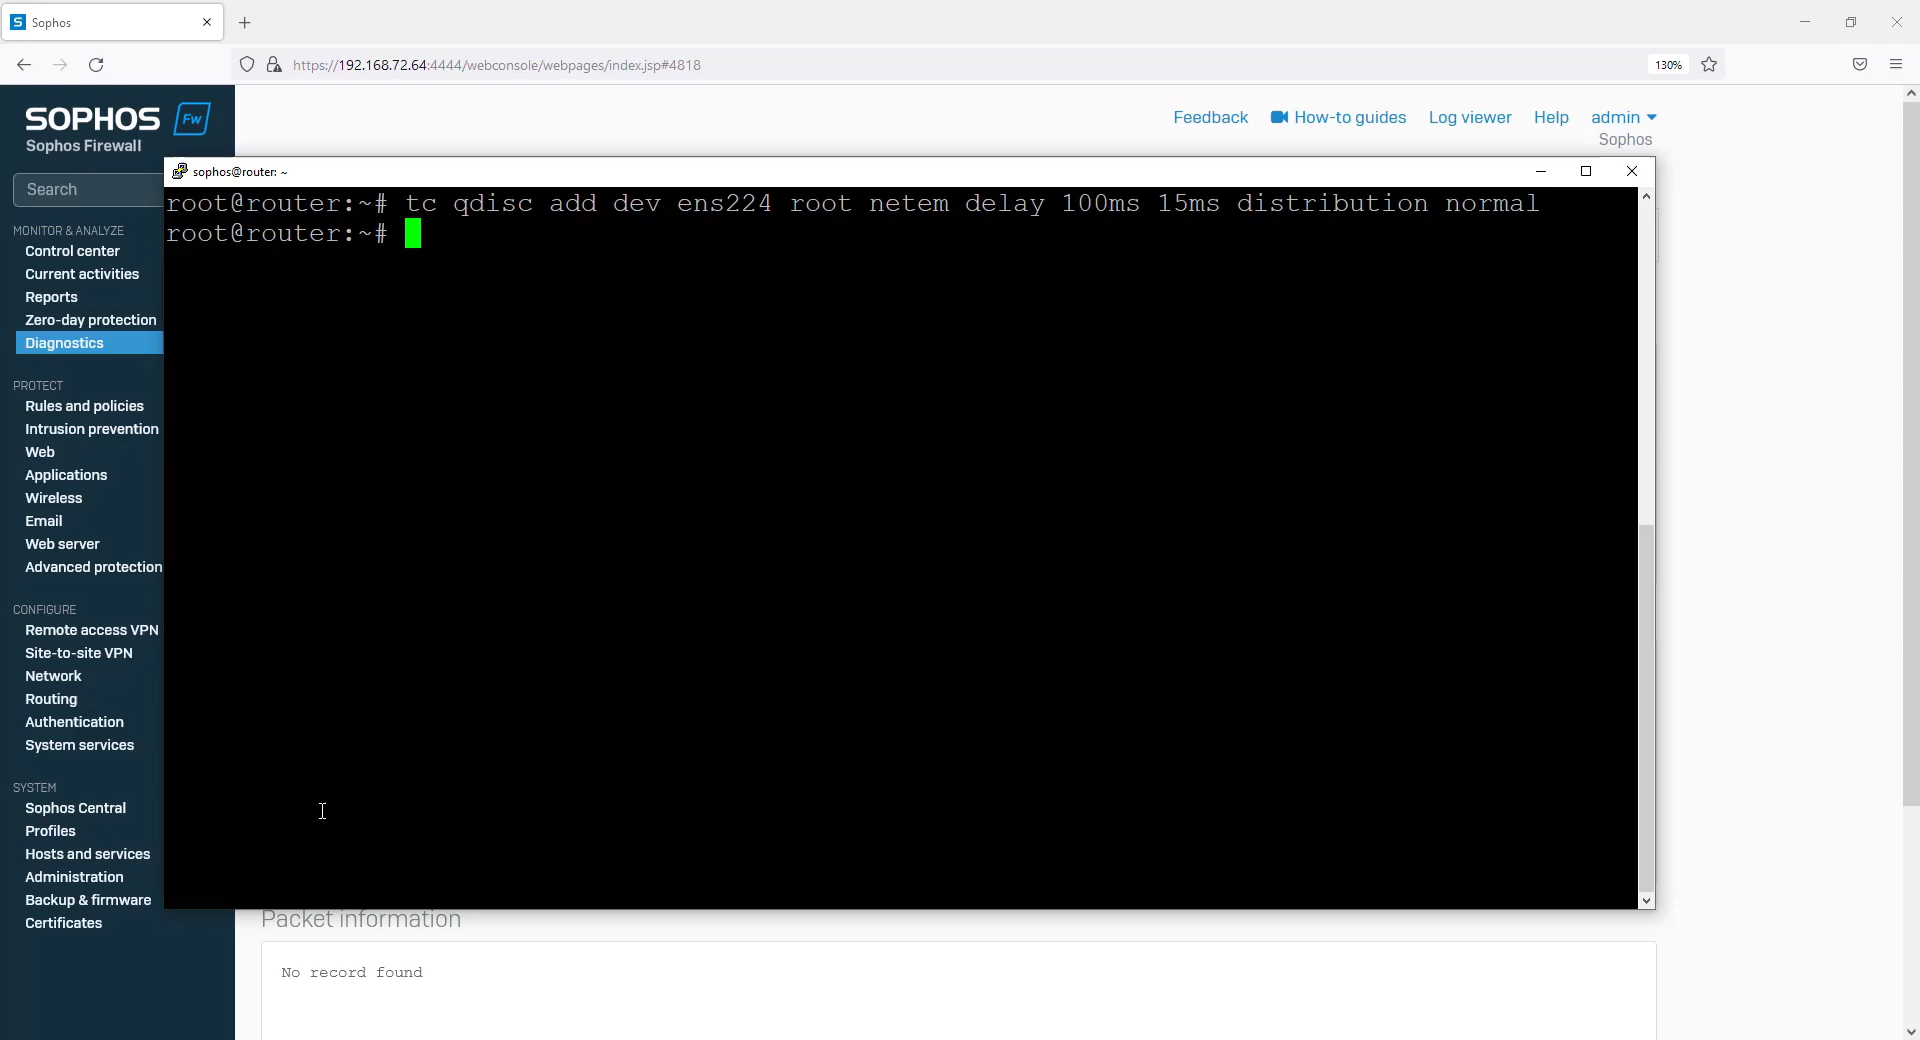 Sophos
https://192.168.72.64:4444/webconsole/webpages/index.jsp#4818
130%
SOPHOS Fw
Sophos Firewall
Feedback
How-to guides
Log viewer
Help
admin
Sophos
Search
sophos@router: ~
root@router:~# tc qdisc add dev ens224 root netem delay 100ms 15ms distribution normal
root@router:~#
MONITOR & ANALYZE
Control center
Current activities
Reports
Zero-day protection
Diagnostics
PROTECT
Rules and policies
Intrusion prevention
Web
Applications
Wireless
Email
Web server
Advanced protection
CONFIGURE
Remote access VPN
Site-to-site VPN
Network
Routing
Authentication
System services
SYSTEM
Sophos Central
Profiles
Hosts and services
Administration
Backup & firmware
Certificates
Packet information
No record found